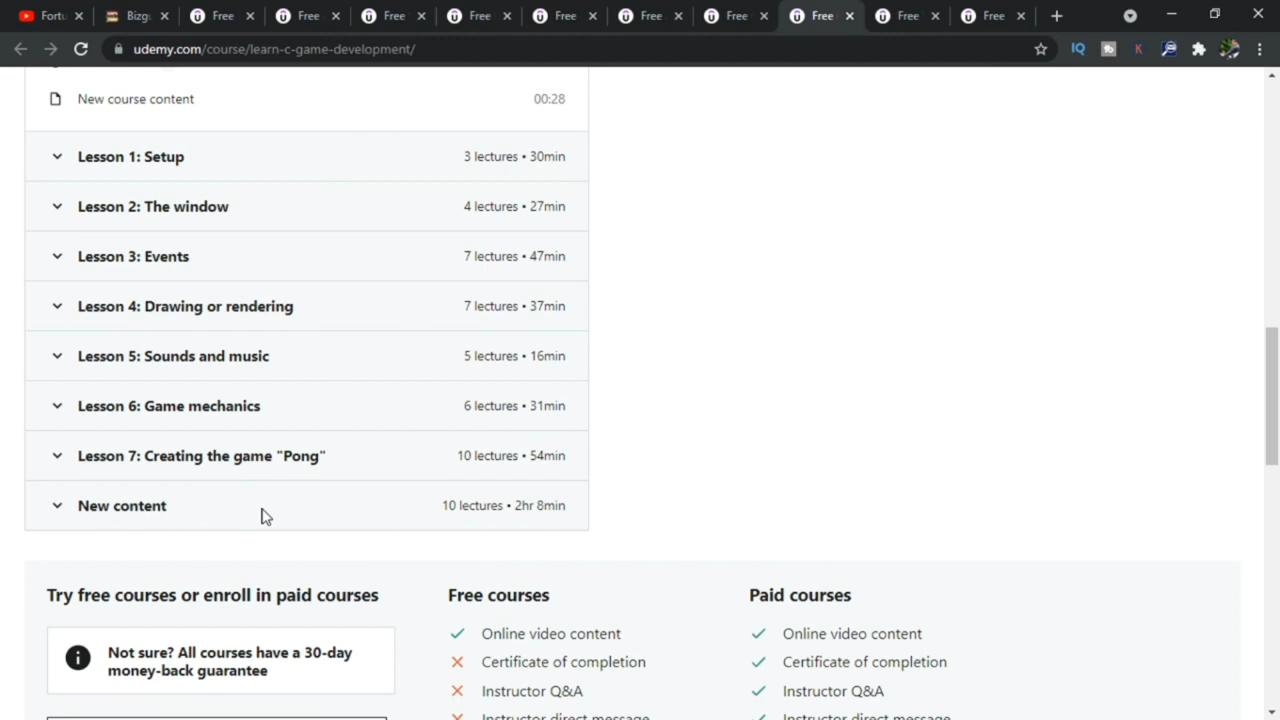 Fortu
Bizgu
Free
Free
Free
Free
Free
Free
Free
Free
Free
Free
udemy.com/course/learn-c-game-development/
IQ
K
New course content 00:28
Lesson 1: Setup 3 lectures • 30min
Lesson 2: The window 4 lectures • 27min
Lesson 3: Events 7 lectures • 47min
Lesson 4: Drawing or rendering 7 lectures • 37min
Lesson 5: Sounds and music 5 lectures • 16min
Lesson 6: Game mechanics 6 lectures • 31min
Lesson 7: Creating the game "Pong" 10 lectures • 54min
New content 10 lectures • 2hr 8min
Try free courses or enroll in paid courses
Not sure? All courses have a 30-day
money-back guarantee
Free courses
Online video content
Certificate of completion
Instructor Q&A
Instructor direct message
Paid courses
Online video content
Certificate of completion
Instructor Q&A
Instructor direct message